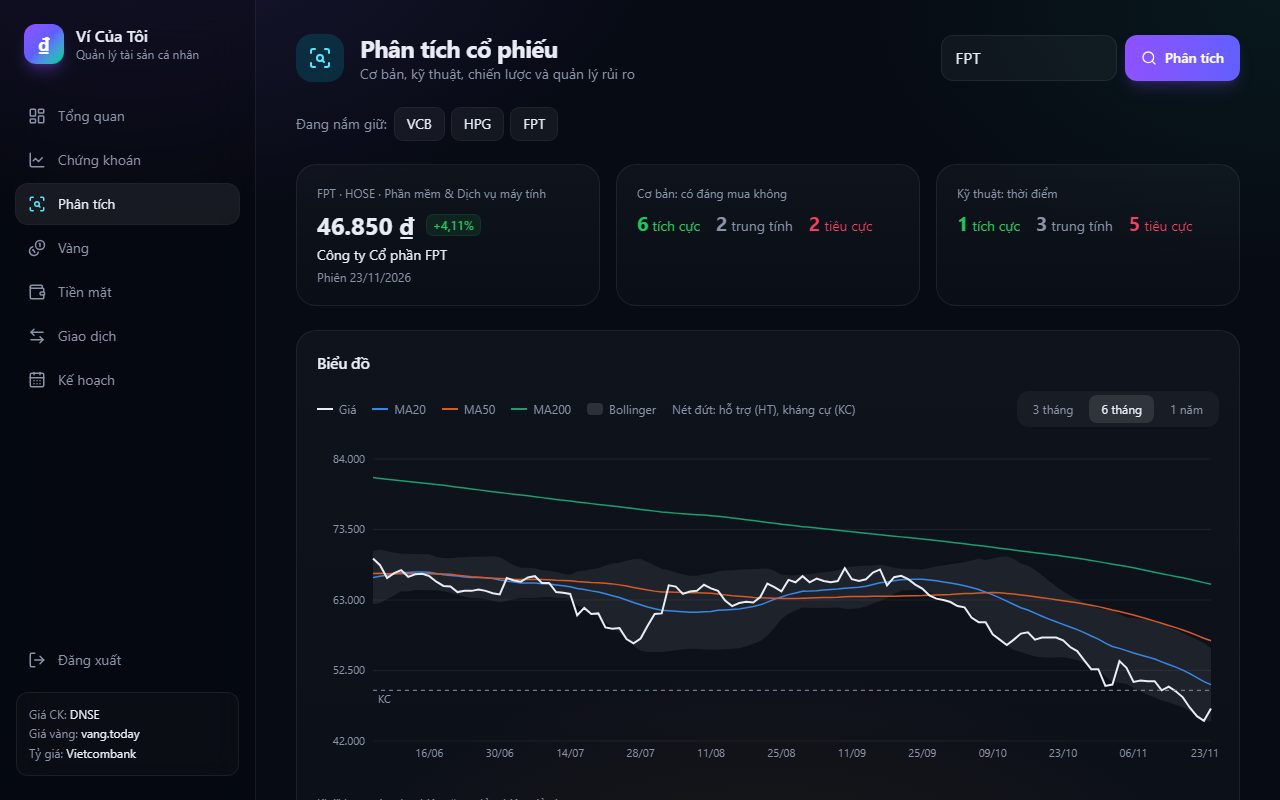 đ
Ví Của Tôi
Quản lý tài sản cá nhân
Tổng quan
Chứng khoán
Phân tích
Vàng
Tiền mặt
Giao dịch
Kế hoạch
Đăng xuất
Giá CK: DNSE
Giá vàng: vang.today
Tỷ giá: Vietcombank
Phân tích cổ phiếu
Cơ bản, kỹ thuật, chiến lược và quản lý rủi ro
FPT
Phân tích
Đang nắm giữ: VCB HPG FPT
FPT · HOSE · Phần mềm & Dịch vụ máy tính
46.850 ₫ +4,11%
Công ty Cổ phần FPT
Phiên 23/11/2026
Cơ bản: có đáng mua không
6 tích cực 2 trung tính 2 tiêu cực
Kỹ thuật: thời điểm
1 tích cực 3 trung tính 5 tiêu cực
Biểu đồ
Giá MA20 MA50 MA200 Bollinger Nét đứt: hỗ trợ (HT), kháng cự (KC)
3 tháng 6 tháng 1 năm
84.000
73.500
63.000
52.500
KC
42.000
16/06 30/06 14/07 28/07 11/08 25/08 11/09 25/09 09/10 23/10 06/11 23/11